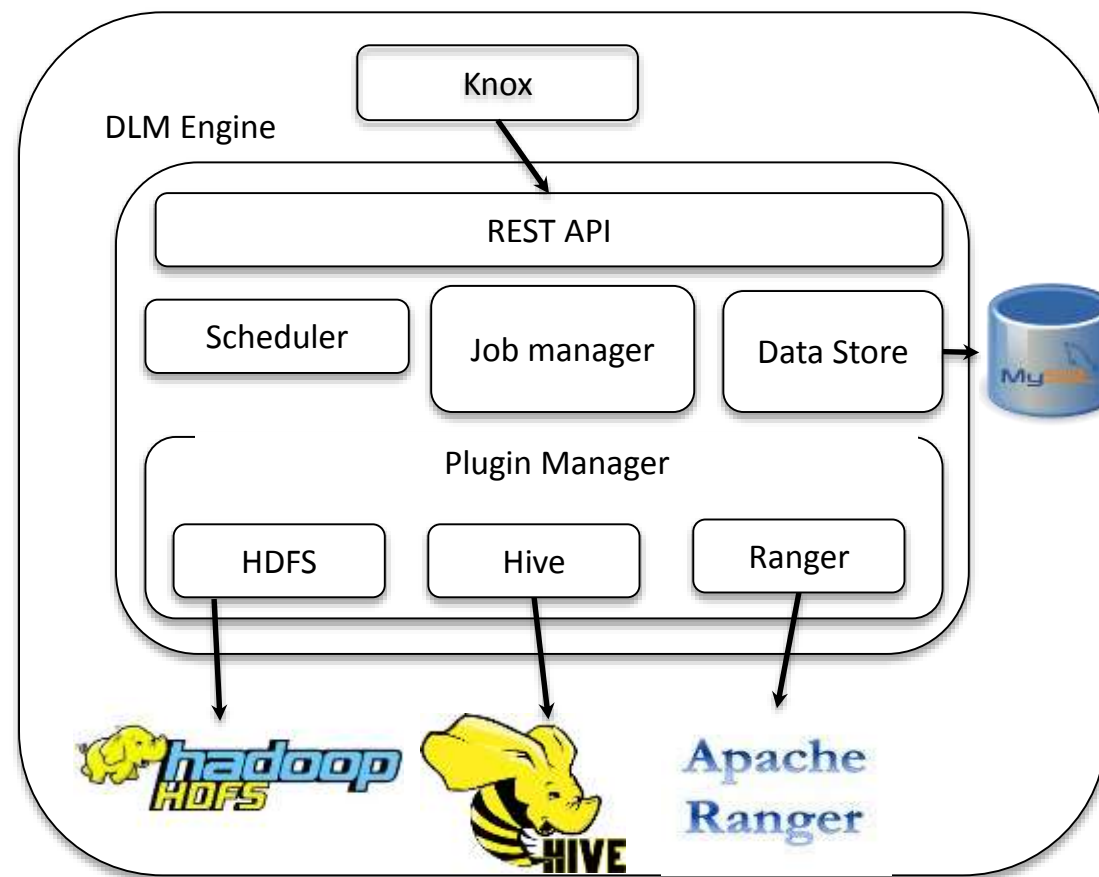 Knox
DLM Engine
REST API
Scheduler
Job manager
Data Store
MySQL
Plugin Manager
HDFS
Hive
Ranger
hadoop
HDFS
HIVE
Apache
Ranger